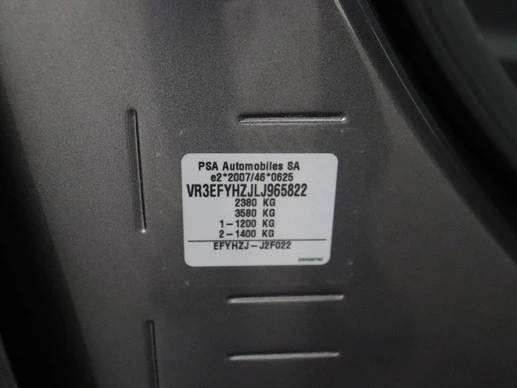 PSA Automobiles SA
e2*2007/46*0625
VR3EFYHZJLJ965822
2380 KG
3580 KG
1-1200 KG
2-1400 KG
EFYHZJ-J2F022